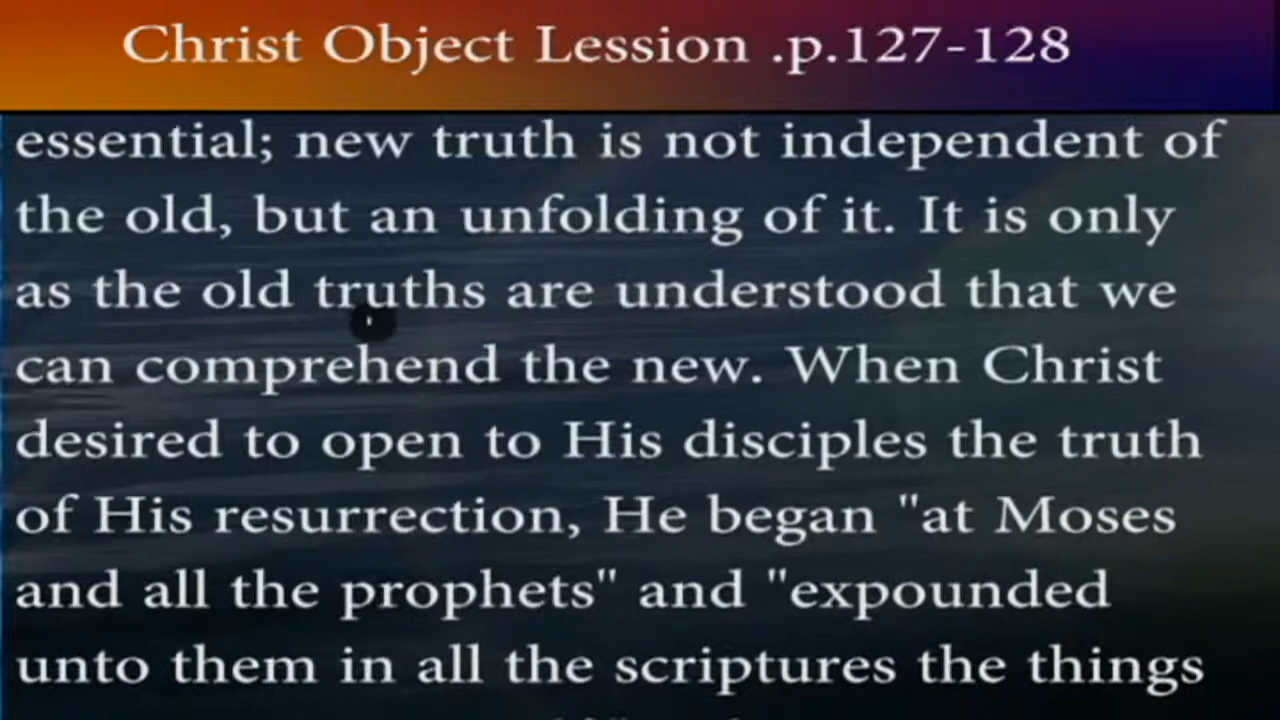 Christ Object Lession .p.127-128
essential; new truth is not independent of
the old, but an unfolding of it. It is only
as the old truths are understood that we
can comprehend the new. When Christ
desired to open to His disciples the truth
of His resurrection, He began "at Moses
and all the prophets" and "expounded
unto them in all the scriptures the things